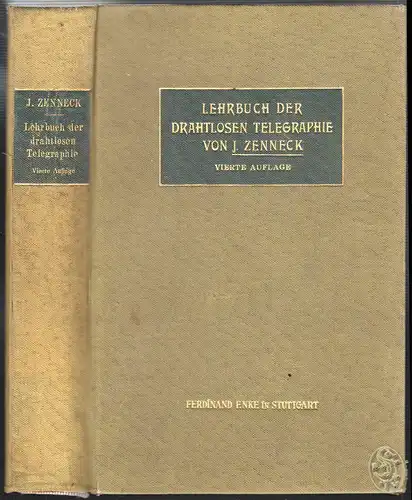 J. ZENNECK
Lehrbuch der
drahtlosen
Telegraphie
Vierte Auflage
LEHRBUCH DER
DRAHTLOSEN TELEGRAPHIE
VON J. ZENNECK
VIERTE AUFLAGE
FERDINAND ENKE IN STUTTGART